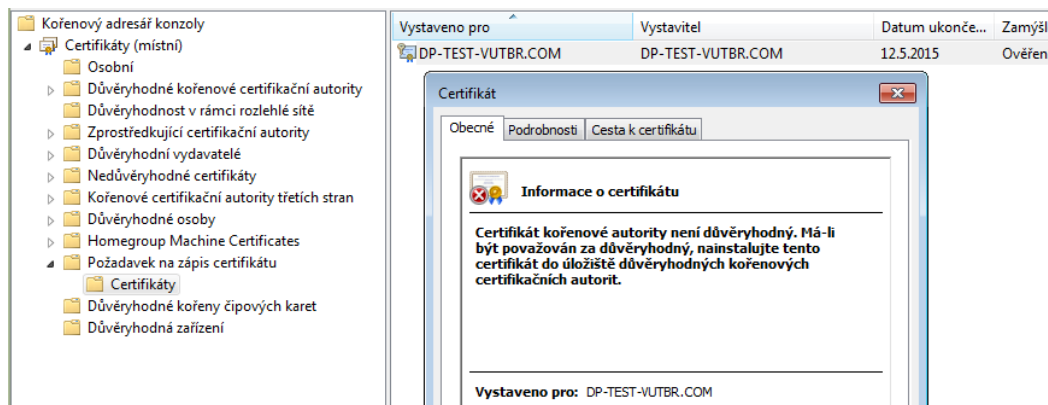 Kořenový adresář konzoly
Certifikáty (místní)
Osobní
Důvěryhodné kořenové certifikační autority
Důvěryhodnost v rámci rozlehlé sítě
Zprostředkující certifikační autority
Důvěryhodní vydavatelé
Nedůvěryhodné certifikáty
Kořenové certifikační autority třetích stran
Důvěryhodné osoby
Homegroup Machine Certificates
Požadavek na zápis certifikátu
Certifikáty
Důvěryhodné kořeny čipových karet
Důvěryhodná zařízení
Vystaveno pro Vystavitel Datum ukonče... Zamýšl
DP-TEST-VUTBR.COM DP-TEST-VUTBR.COM 12.5.2015 Ověřen
Certifikát
Obecné Podrobnosti Cesta k certifikátu
Informace o certifikátu
Certifikát kořenové autority není důvěryhodný. Má-li
být považován za důvěryhodný, nainstalujte tento
certifikát do úložiště důvěryhodných kořenových
certifikačních autorit.
Vystaveno pro: DP-TEST-VUTBR.COM